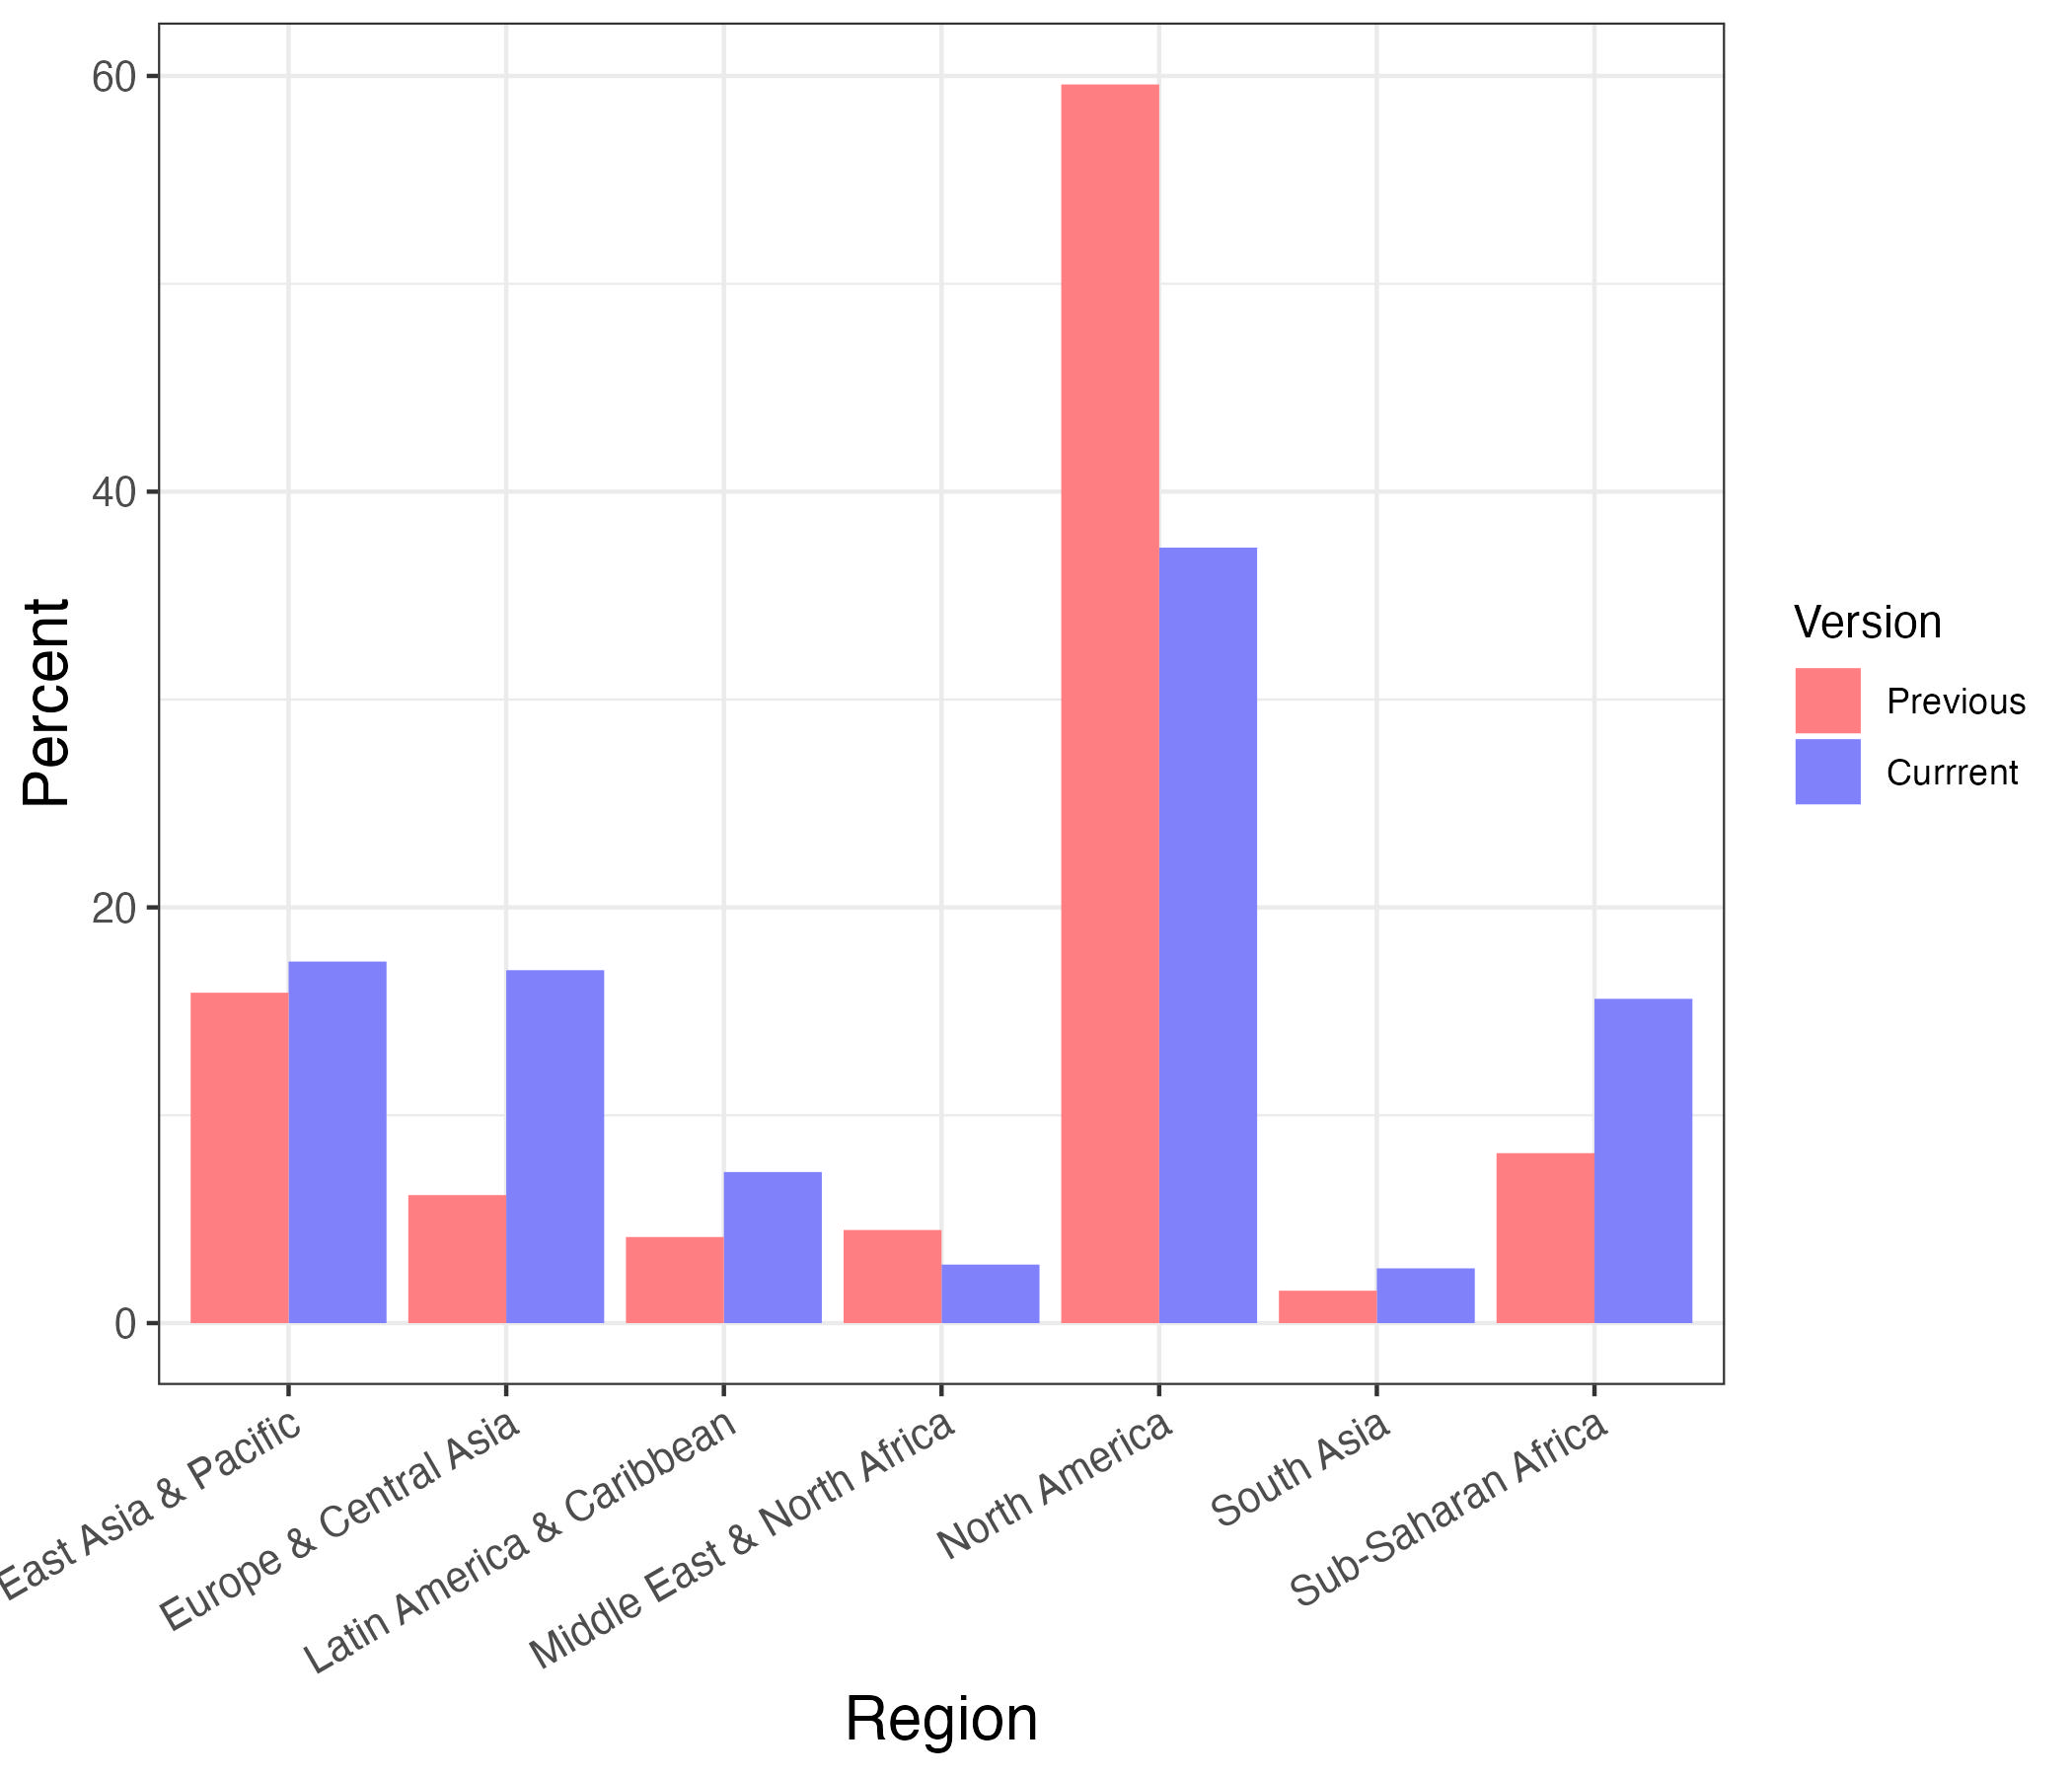 60
40
20
0
Percent
East Asia & Pacific
Europe & Central Asia
Latin America & Caribbean
Middle East & North Africa
North America
South Asia
Sub-Saharan Africa
Region
Version
Previous
Currrent